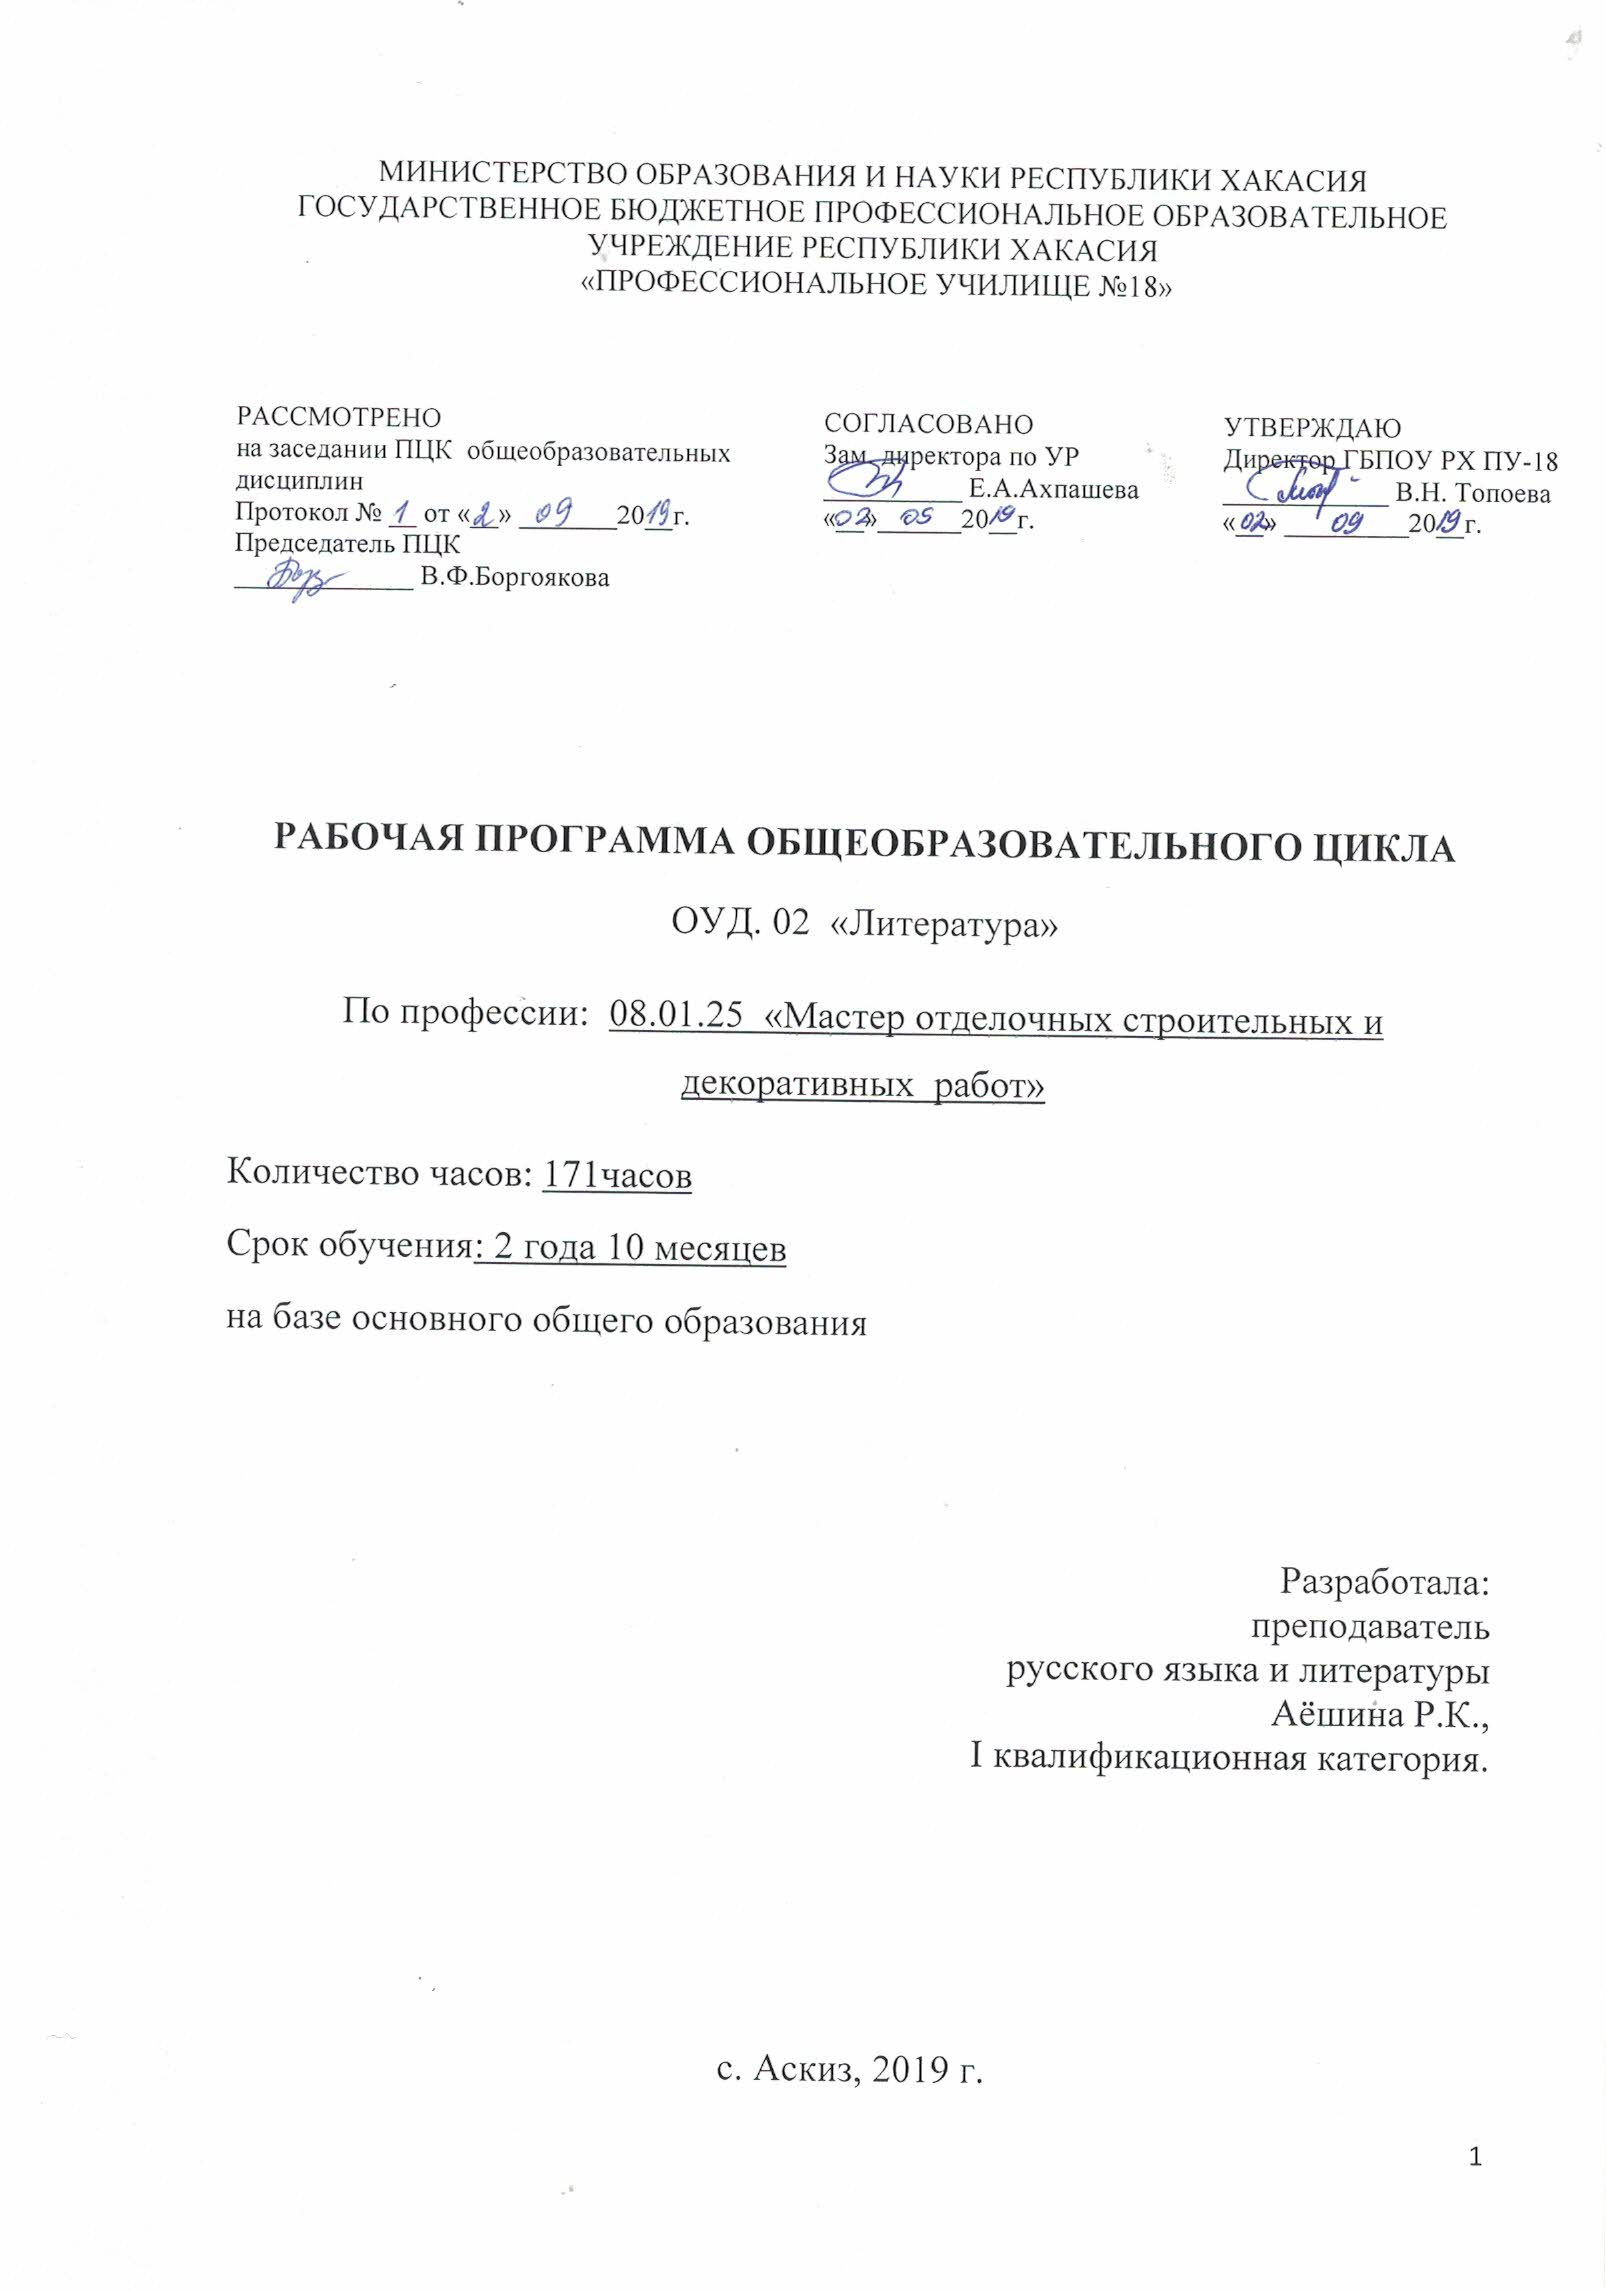 МИНИСТЕРСТВО ОБРАЗОВАНИЯ И НАУКИ РЕСПУБЛИКИ ХАКАСИЯ
ГОСУДАРСТВЕННОЕ БЮДЖЕТНОЕ ПРОФЕССИОНАЛЬНОЕ ОБРАЗОВАТЕЛЬНОЕ
УЧРЕЖДЕНИЕ РЕСПУБЛИКИ ХАКАСИЯ
«ПРОФЕССИОНАЛЬНОЕ УЧИЛИЩЕ №18»
РАССМОТРЕНО
на заседании ПЦК общеобразовательных
дисциплин
Протокол № 1 от «2» 09 2019г.
Председатель ПЦК
В.Ф.Боргоякова
СОГЛАСОВАНО
Зам. директора по УР
Е.А.Ахпашева
«02» 2019г.
УТВЕРЖДАЮ
Директор ГБПОУ РХ ПУ-18
В.Н. Топоева
«02» 09 2019г.
РАБОЧАЯ ПРОГРАММА ОБЩЕОБРАЗОВАТЕЛЬНОГО ЦИКЛА
ОУД. 02 «Литература»
По профессии: 08.01.25 «Мастер отделочных строительных и
декоративных работ»
Количество часов: 171часов
Срок обучения: 2 года 10 месяцев
на базе основного общего образования
Разработала:
преподаватель
русского языка и литературы
Аёшина Р.К.,
I квалификационная категория.
с. Аскиз, 2019 г.
1